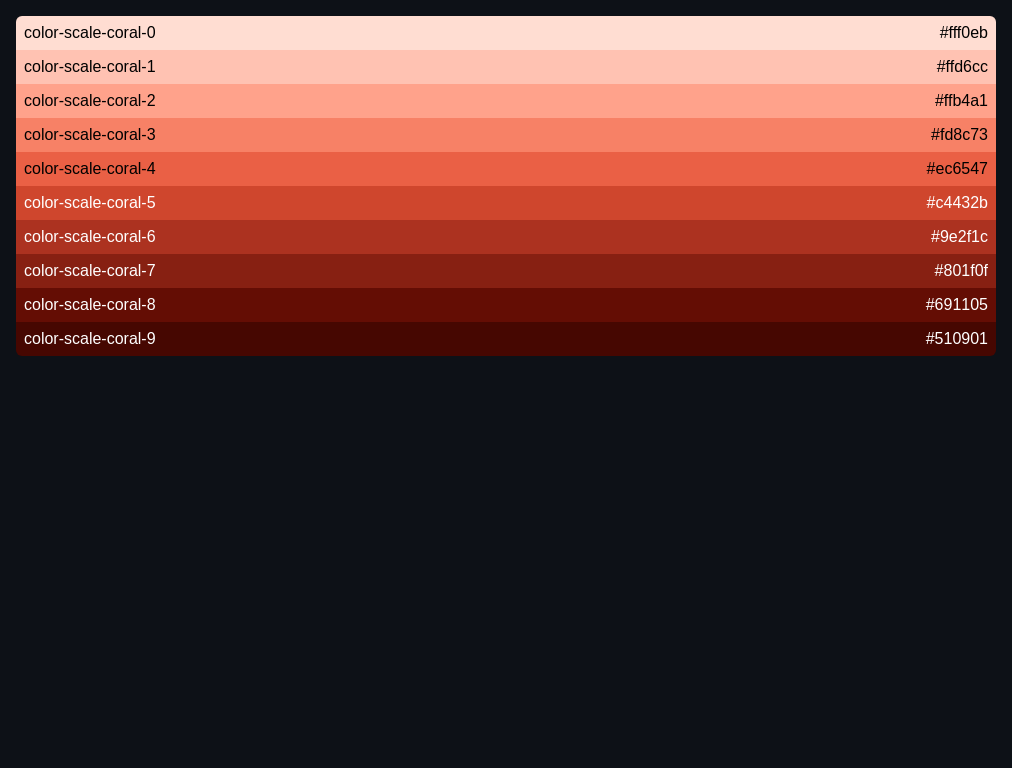 color-scale-coral-0 #fff0eb
color-scale-coral-1 #ffd6cc
color-scale-coral-2 #ffb4a1
color-scale-coral-3 #fd8c73
color-scale-coral-4 #ec6547
color-scale-coral-5 #c4432b
color-scale-coral-6 #9e2f1c
color-scale-coral-7 #801f0f
color-scale-coral-8 #691105
color-scale-coral-9 #510901